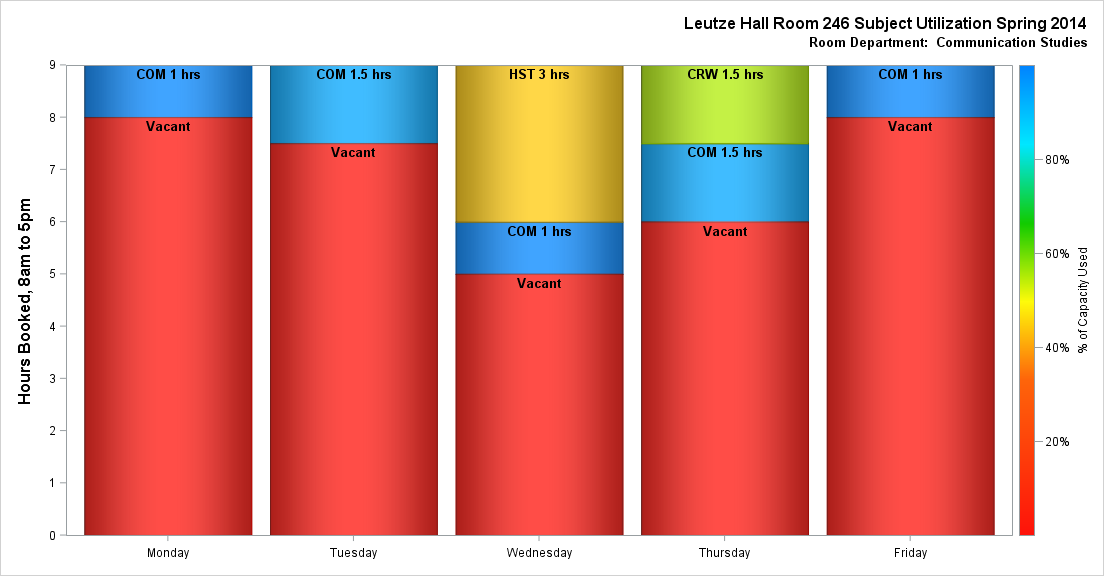 Leutze Hall Room 246 Subject Utilization Spring 2014
Room Department:  Communication Studies
Hours Booked, 8am to 5pm
9
8
7
6
5
4
3
2
1
0
COM 1 hrs
Vacant
COM 1.5 hrs
Vacant
HST 3 hrs
COM 1 hrs
Vacant
CRW 1.5 hrs
COM 1.5 hrs
Vacant
COM 1 hrs
Vacant
Monday
Tuesday
Wednesday
Thursday
Friday
80%
60%
40%
20%
% of Capacity Used